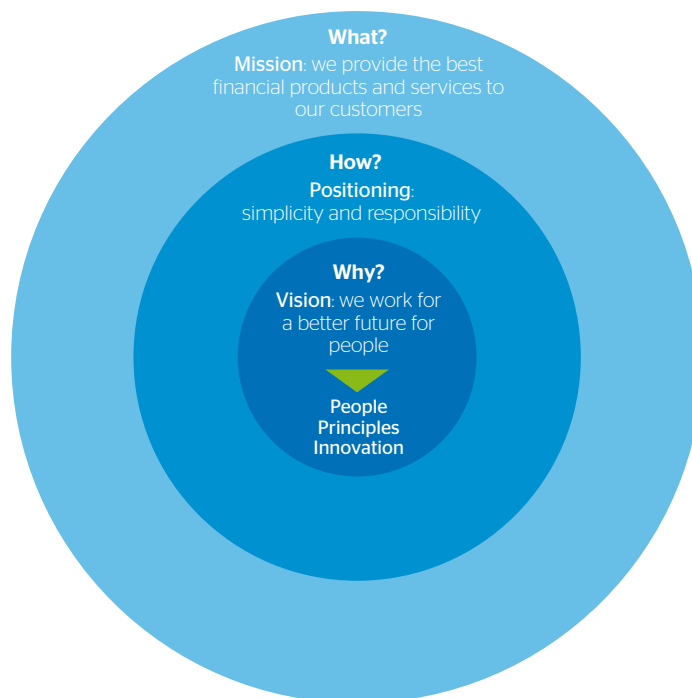 What?
Mission: we provide the best
financial products and services to
our customers
How?
Positioning:
simplicity and responsibility
Why?
Vision: we work for
a better future for
people
People
Principles
Innovation